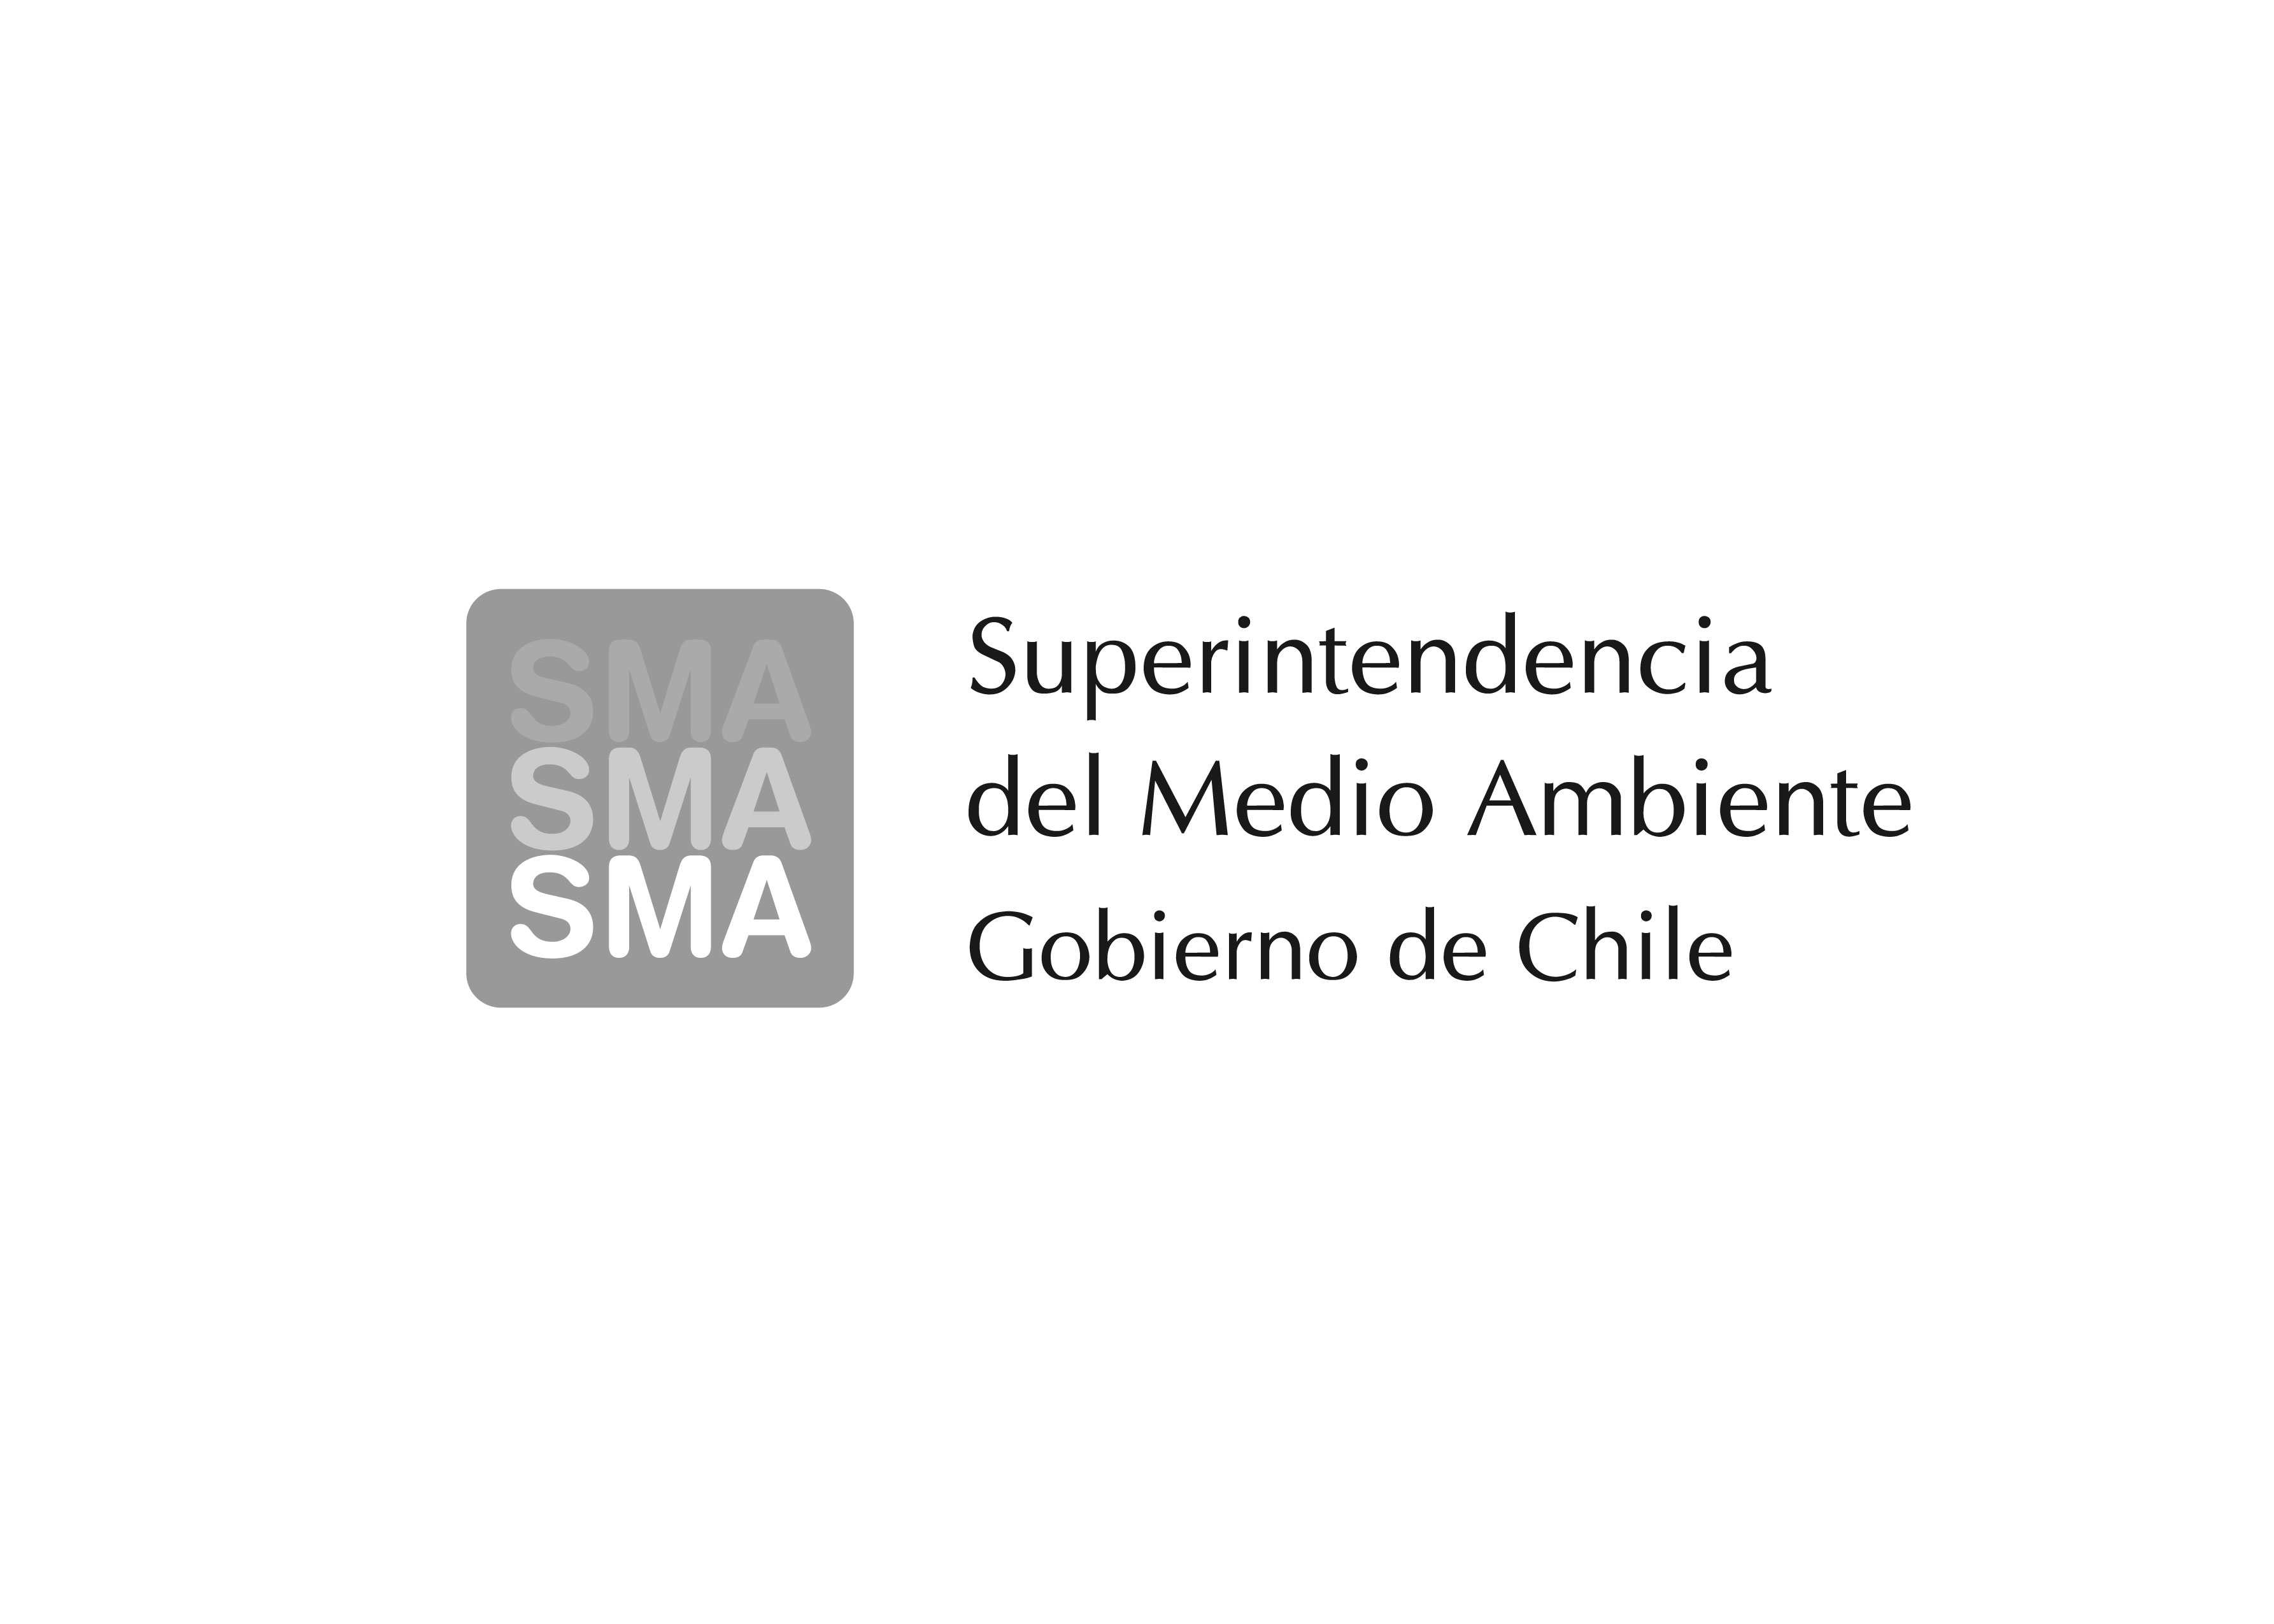 SMA
SMA
SMA
Superintendencia
del Medio Ambiente
Gobierno de Chile